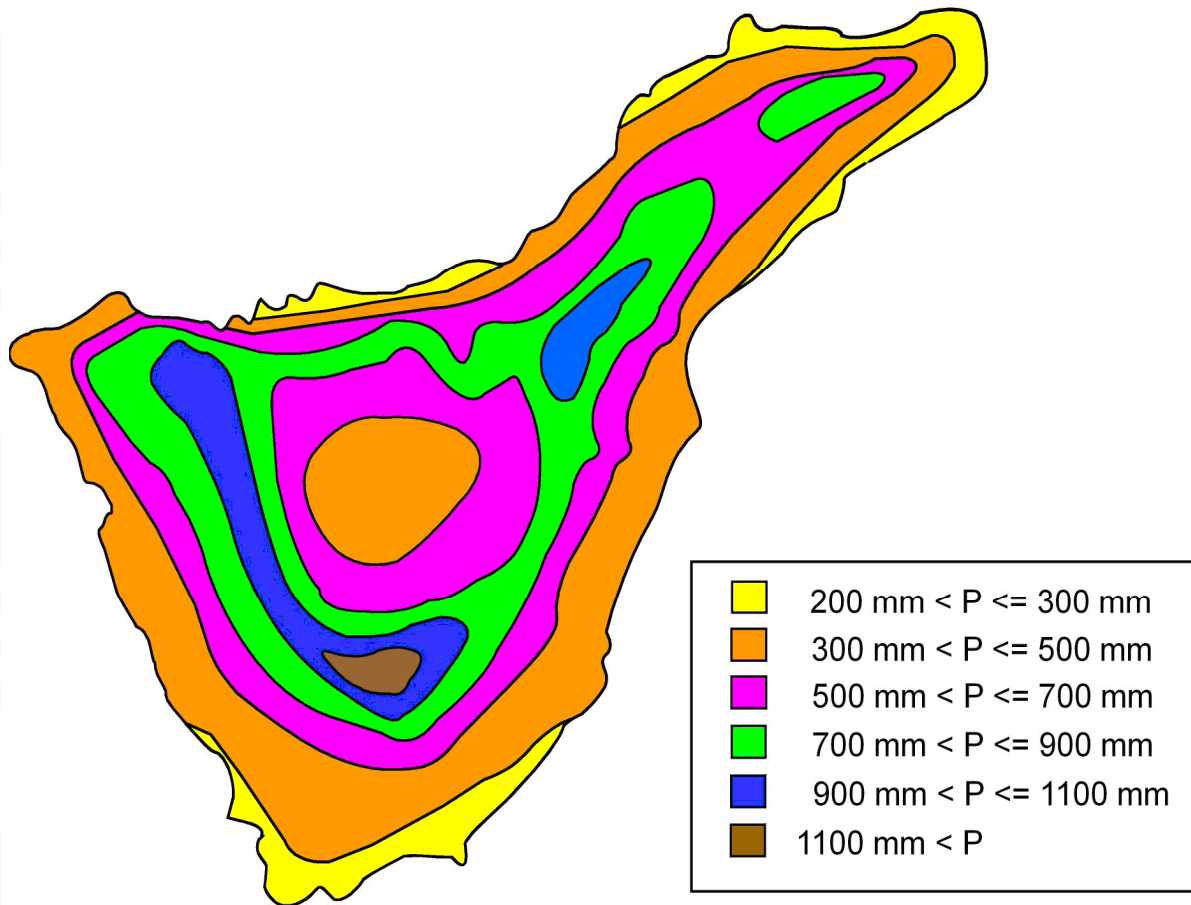 200 mm < P <= 300 mm
300 mm < P <= 500 mm
500 mm < P <= 700 mm
700 mm < P <= 900 mm
900 mm < P <= 1100 mm
1100 mm < P